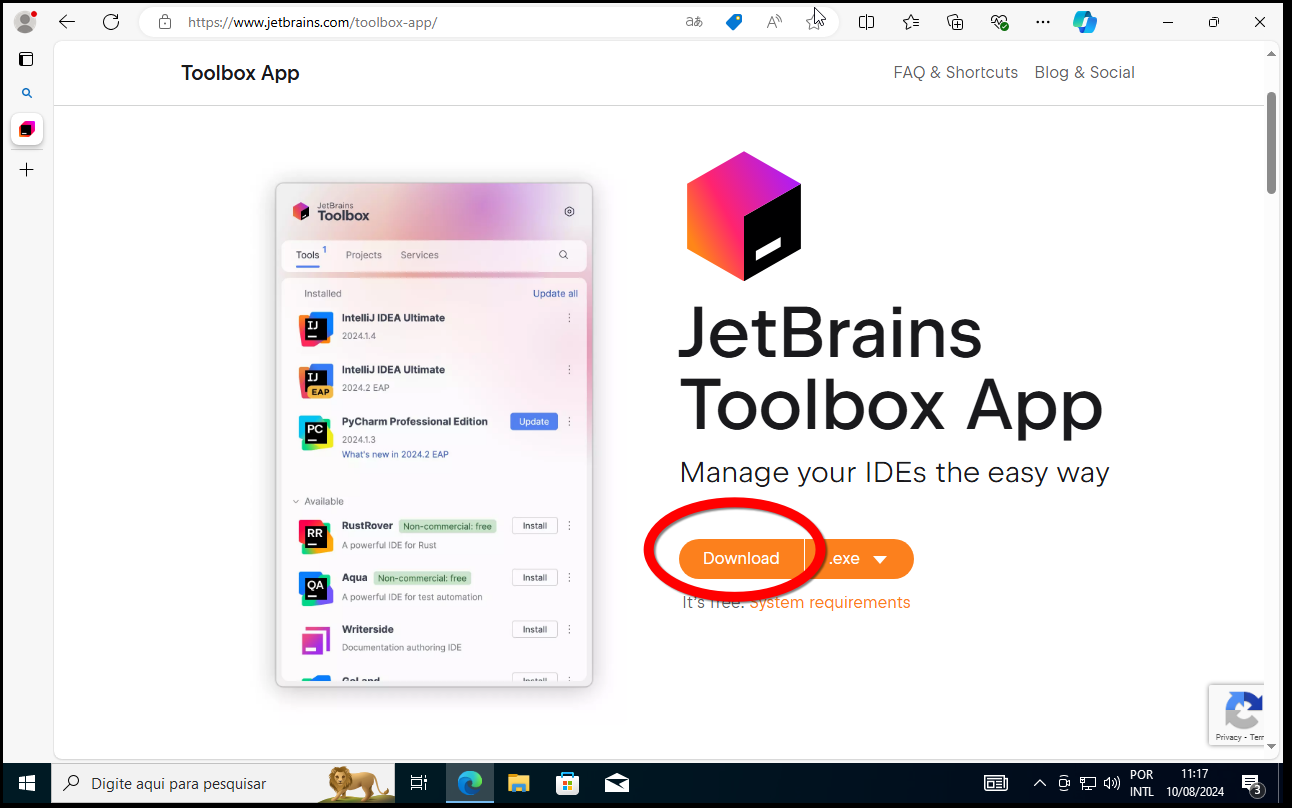 https://www.jetbrains.com/toolbox-app/
Toolbox App
FAQ & Shortcuts
Blog & Social
JetBrains
Toolbox
Tools 1
Projects
Services
Installed
Update all
IntelliJ IDEA Ultimate
2024.1.4
IntelliJ IDEA Ultimate
2024.2 EAP
PyCharm Professional Edition
Update
2024.1.3
What's new in 2024.2 EAP
Available
RustRover
Non-commercial: free
Install
A powerful IDE for Rust
Aqua
Non-commercial: free
Install
A powerful IDE for test automation
Writerside
Install
Documentation authoring IDE
GoLand
Install
IJ
IJ
EAP
PC
RR
QA
JetBrains
Toolbox App
Manage your IDEs the easy way
Download
.exe
It's free. System requirements
Privacy - Terr
Digite aqui para pesquisar
POR
INTL
11:17
10/08/2024
3